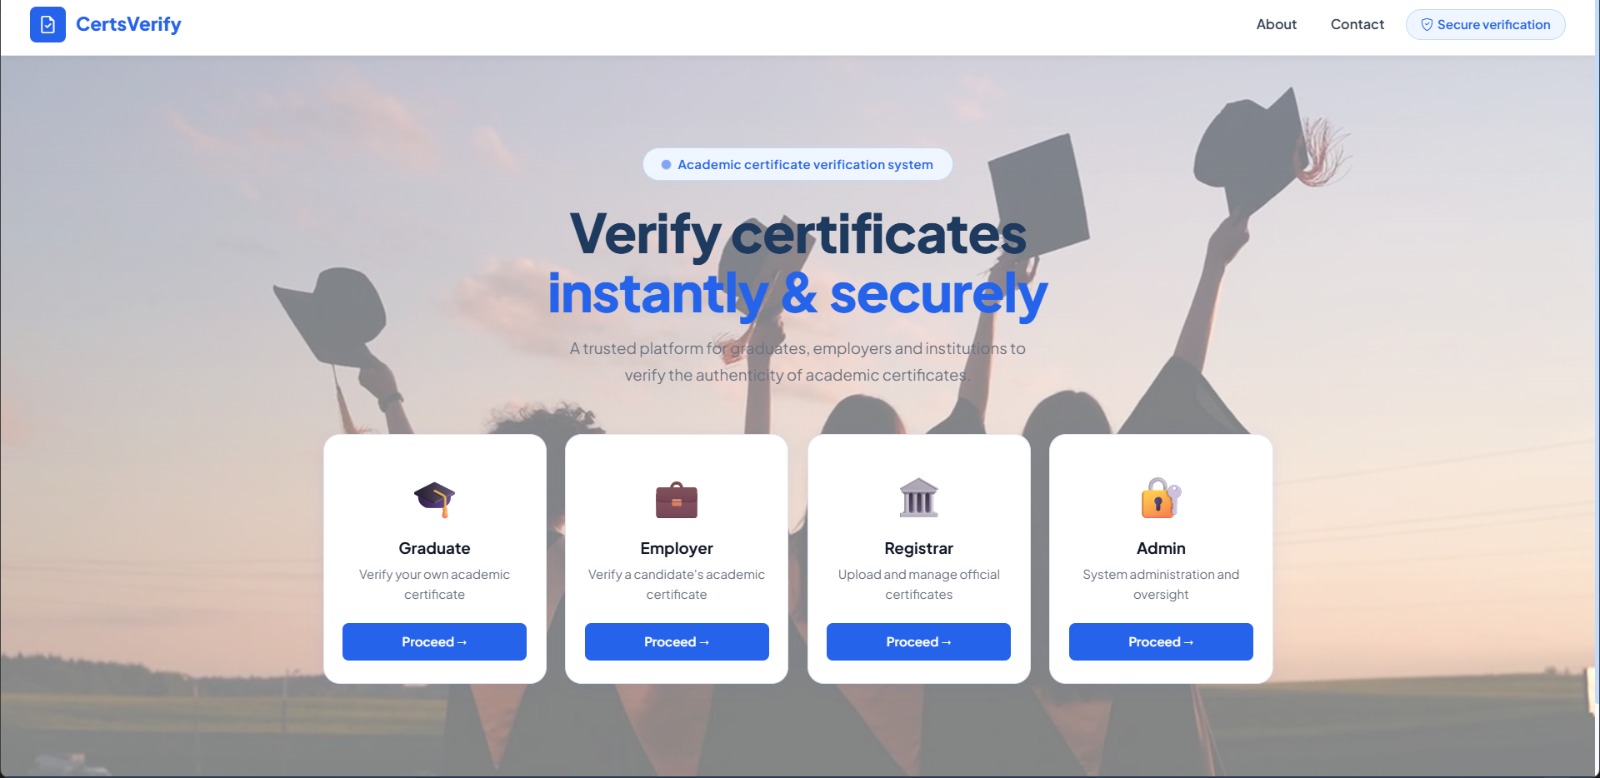 CertsVerify
About
Contact
Secure verification
Academic certificate verification system
Verify certificates
instantly & securely
A trusted platform for graduates, employers and institutions to
verify the authenticity of academic certificates.
Graduate
Verify your own academic
certificate
Proceed →
Employer
Verify a candidate's academic
certificate
Proceed →
Registrar
Upload and manage official
certificates
Proceed →
Admin
System administration and
oversight
Proceed →